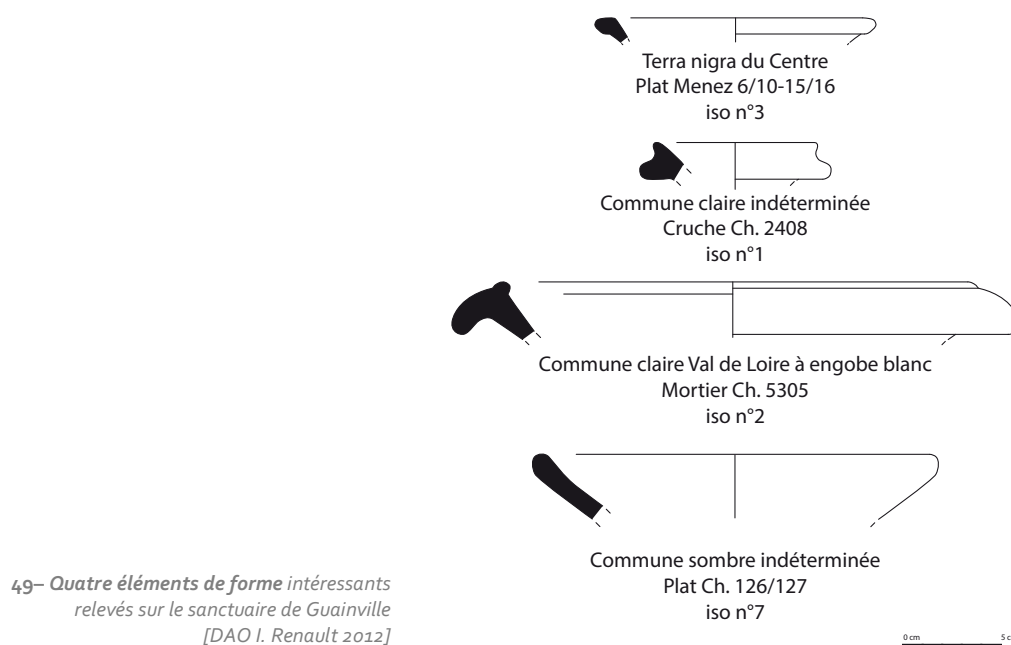 Terra nigra du Centre
Plat Menez 6/10-15/16
iso n°3
Commune claire indéterminée
Cruche Ch. 2408
iso n°1
Commune claire Val de Loire à engobe blanc
Mortier Ch. 5305
iso n°2
Commune sombre indéterminée
Plat Ch. 126/127
iso n°7
49– Quatre éléments de forme intéressants
relevés sur le sanctuaire de Guainville
[DAO I. Renault 2012]
0 cm 5 c